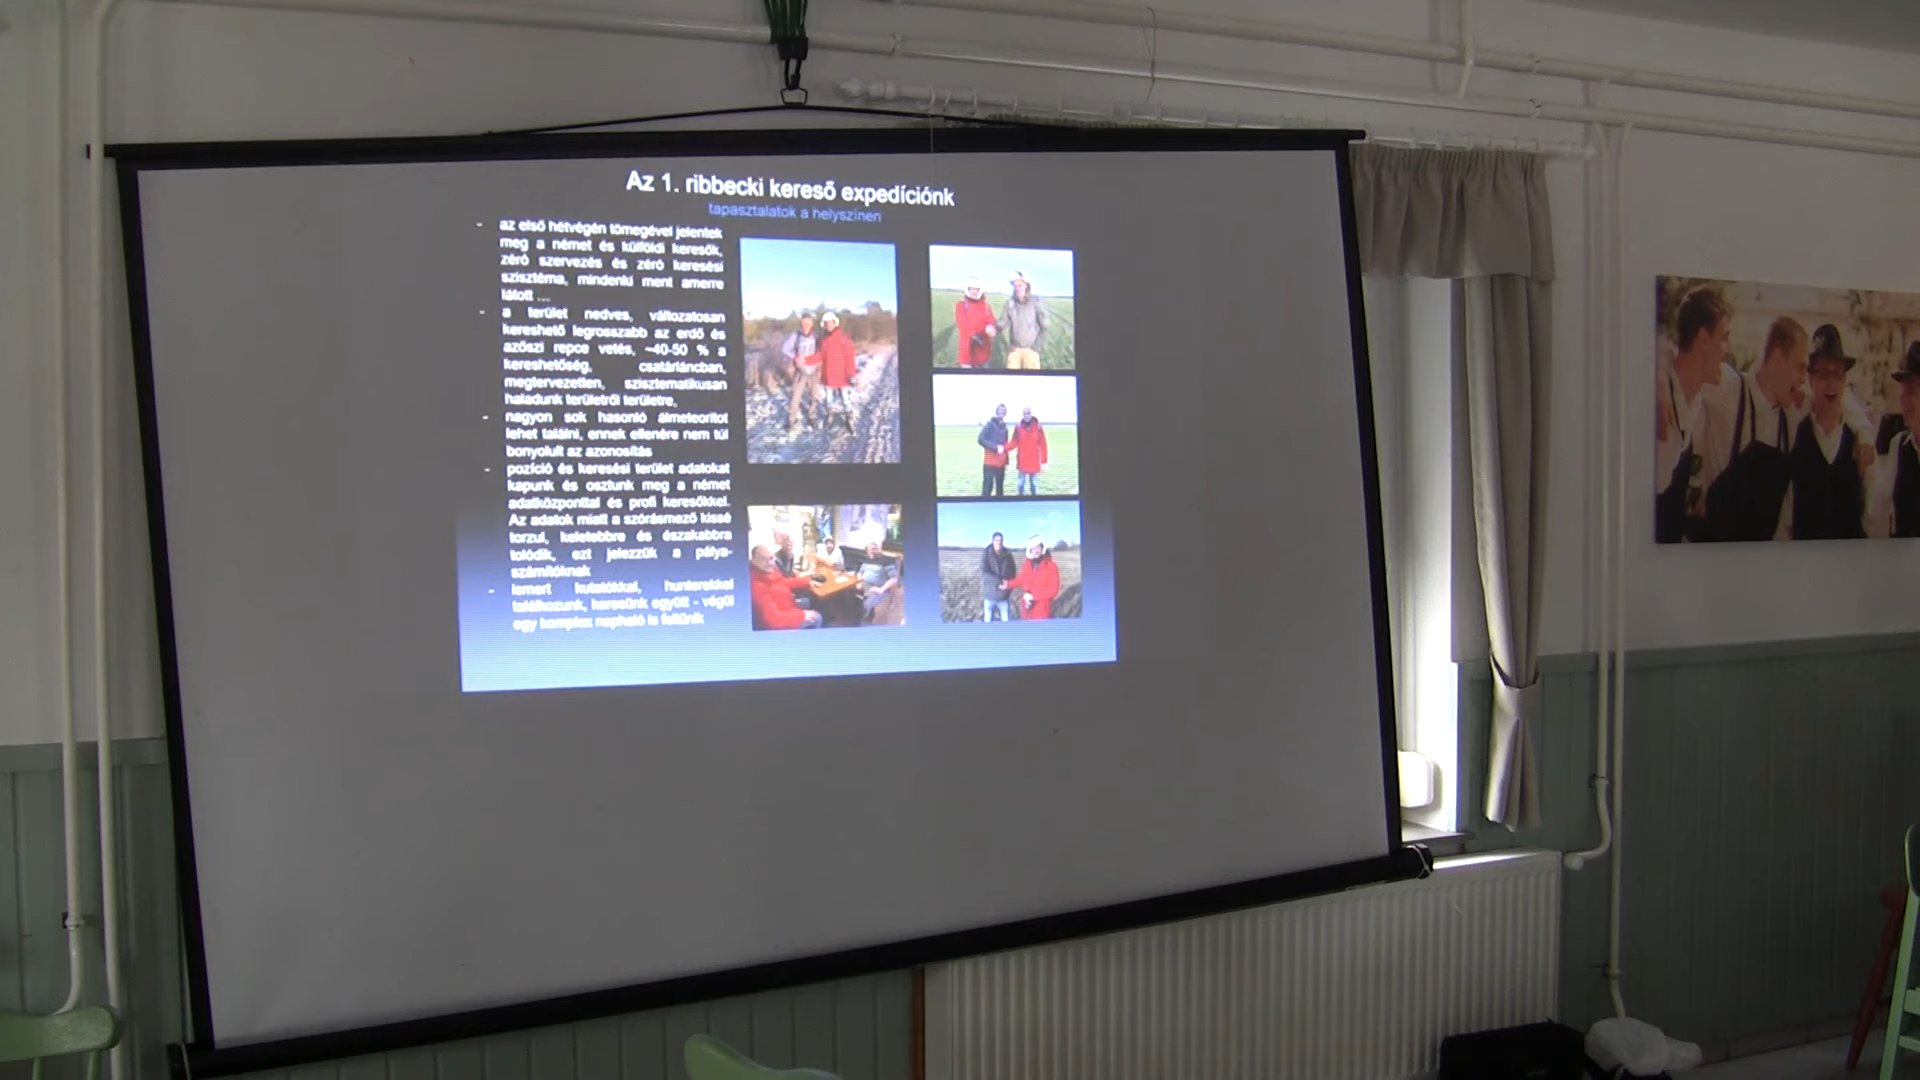 Az 1. ribbecki kereső expedíciónk
tapasztalatok a helyszínen
- az első hétvégén tömegével jelentek
meg a német és külföldi keresők,
zéró szervezés és zéró keresési
szisztéma, mindenki ment amerre
látott ...
- a terület nedves, változatosan
kereshető legrosszabb az erdő és
azőszi repce vetés, ~40-50 % a
kereshetőség, csatárláncban,
megtervezetten, szisztematikusan
haladunk területről területre,
- nagyon sok hasonló álmeteoritot
lehet találni, ennek ellenére nem túl
bonyolult az azonosítás
- pozíció és keresési terület adatokat
kapunk és osztunk meg a német
adatközponttal és profi keresőkkel.
Az adatok miatt a szórásmező kissé
torzul, keletebbre és északabbra
tolódik, ezt jelezzük a pálya-
számítóknak
- ismert kutatókkal, hunterekkel
találkozunk, keresünk együtt - végül
egy komplex napháló is feltűnik